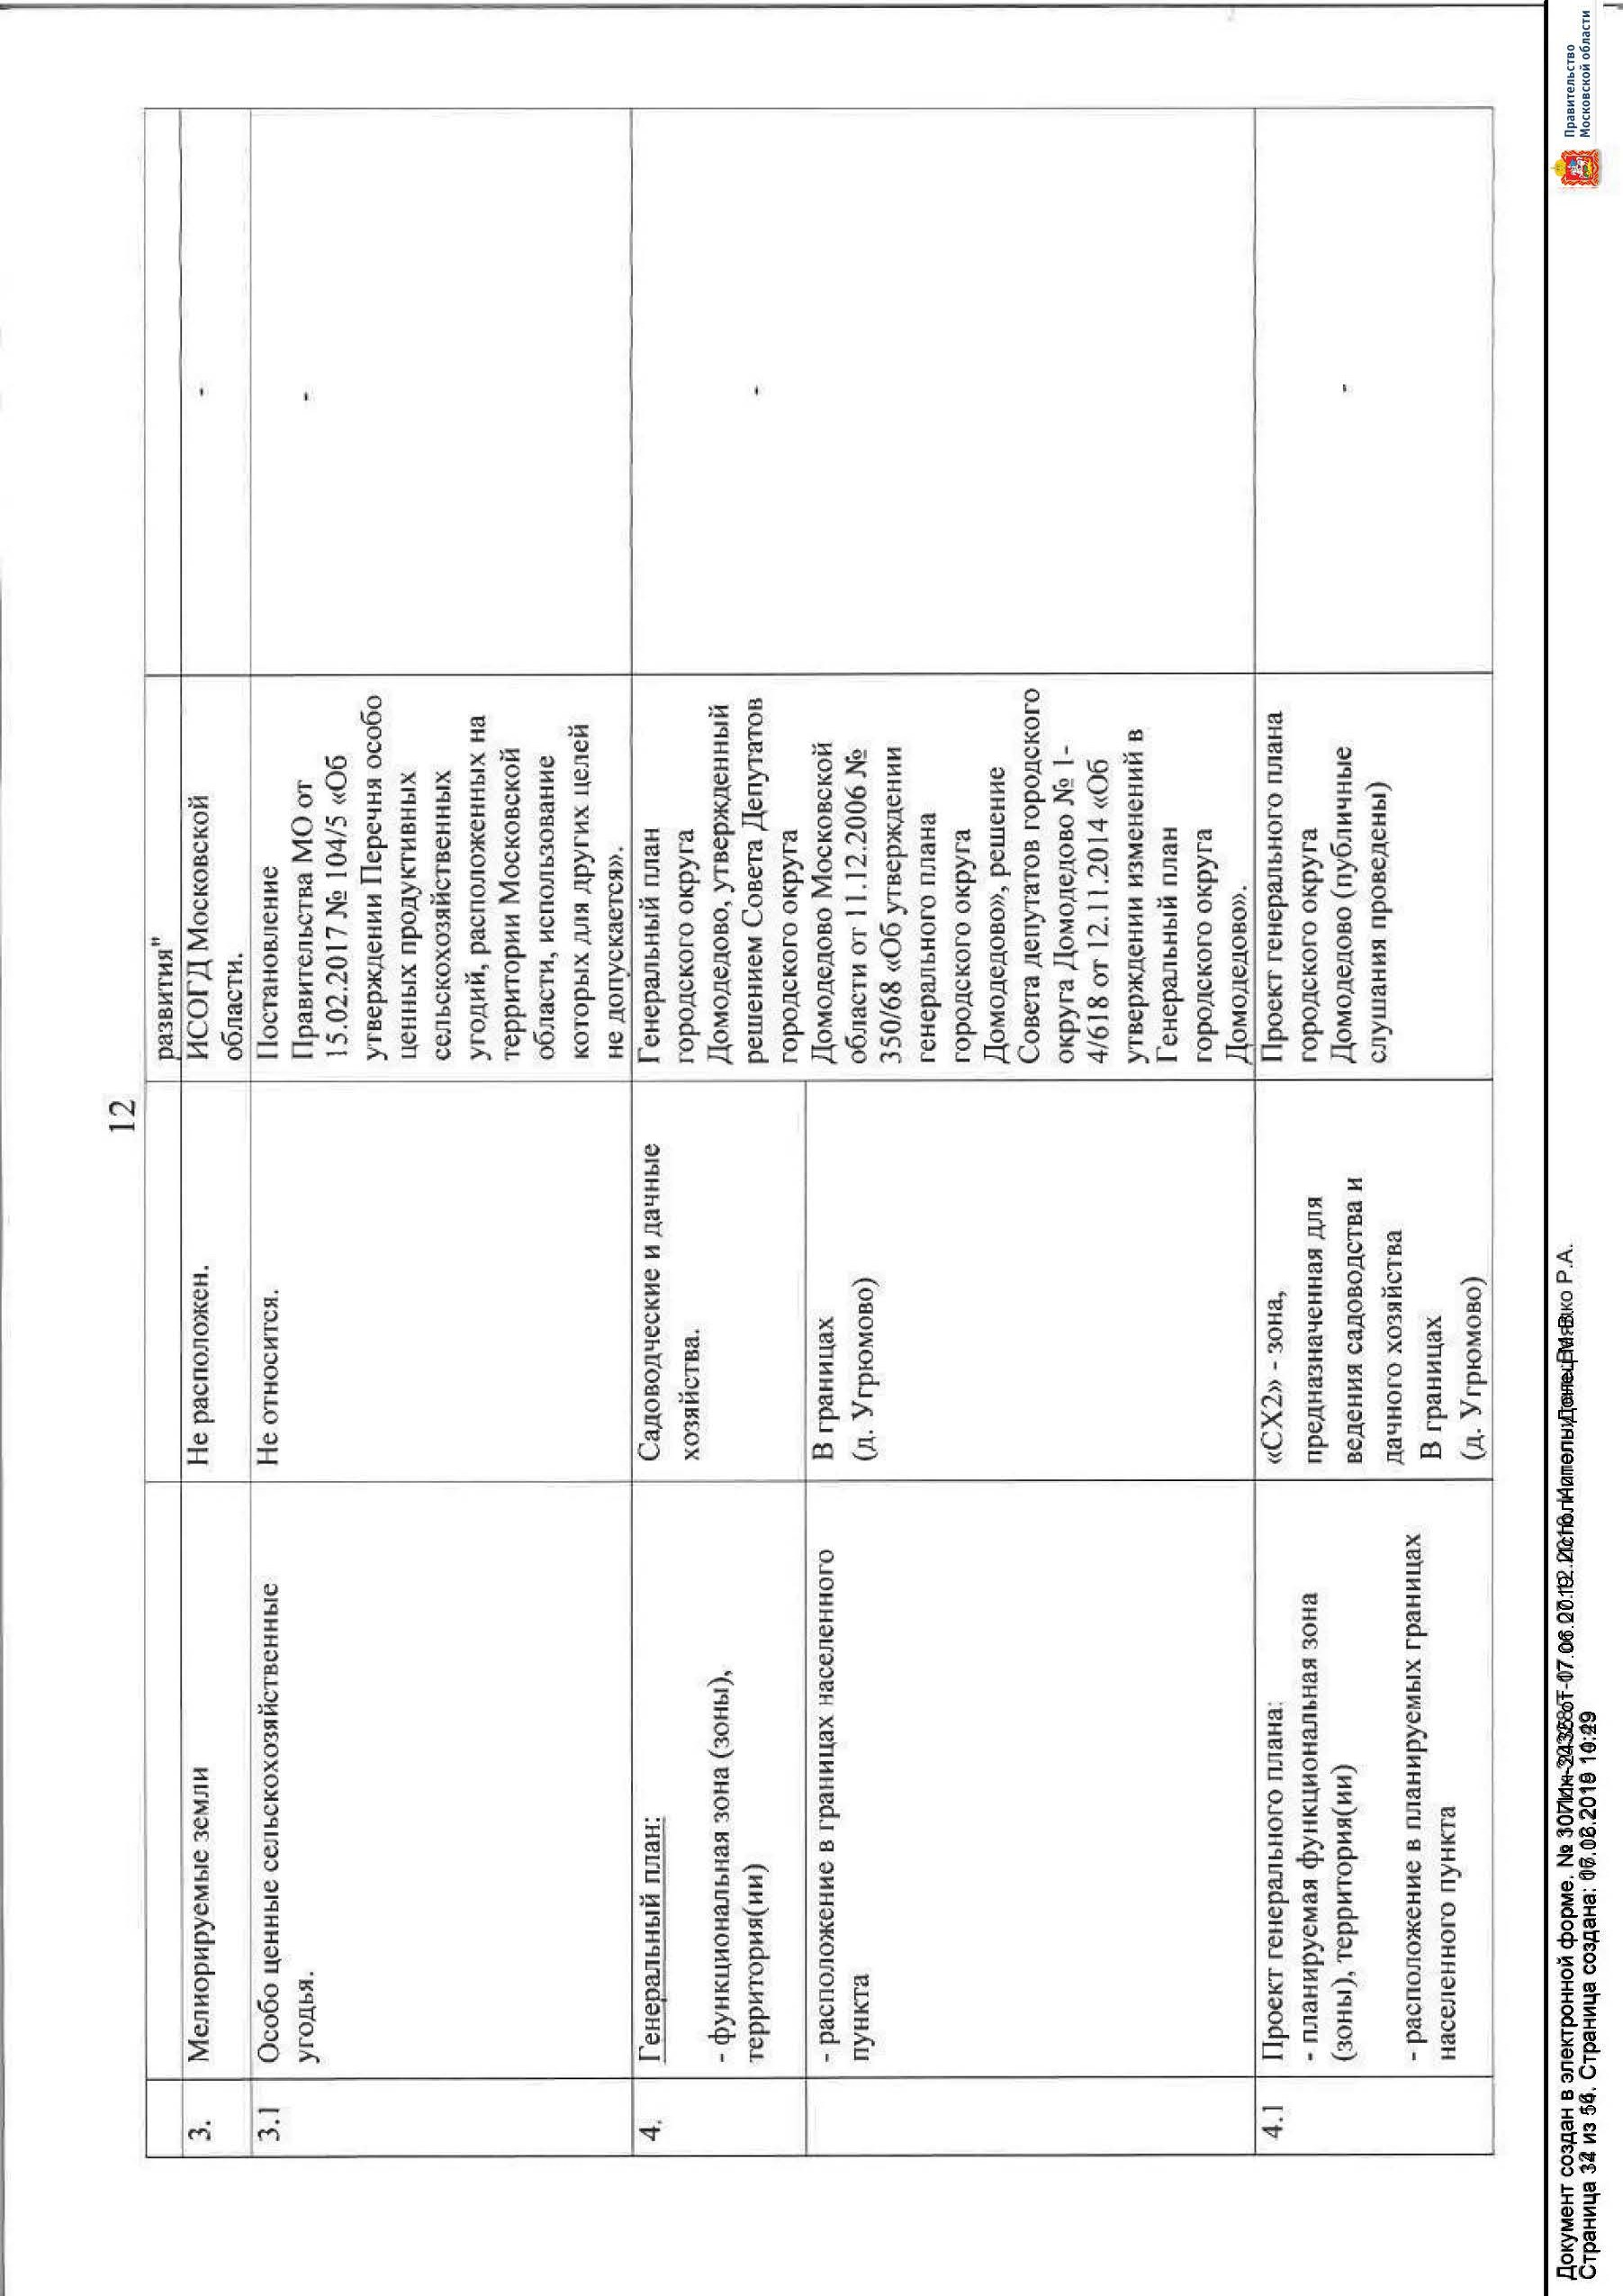 12
развития"
3.
Мелиорируемые земли
Не расположен.
ИСОГД Московской
области.
-
3.1
Особо ценные сельскохозяйственные
угодья.
Не относится.
Постановление
Правительства МО от
15.02.2017 № 104/5 «Об
утверждении Перечня особо
ценных продуктивных
сельскохозяйственных
угодий, расположенных на
территории Московской
области, использование
которых для других целей
не допускается».
-
4.
Генеральный план:
- функциональная зона (зоны),
территория(ии)
Садоводческие и дачные
хозяйства.
- расположение в границах населенного
пункта
В границах
(д. Угрюмово)
Генеральный план
городского округа
Домодедово, утвержденный
решением Совета Депутатов
городского округа
Домодедово Московской
области от 11.12.2006 №
350/68 «Об утверждении
генерального плана
городского округа
Домодедово», решение
Совета депутатов городского
округа Домодедово № 1-
4/618 от 12.11.2014 «Об
утверждении изменений в
Генеральный план
городского округа
Домодедово».
-
4.1
Проект генерального плана:
- планируемая функциональная зона
(зоны), территория(ии)
- расположение в планируемых границах
населенного пункта
«СХ2» - зона,
предназначенная для
ведения садоводства и
дачного хозяйства
В границах
(д. Угрюмово)
Проект генерального плана
городского округа
Домодедово (публичные
слушания проведены)
-
Документ создан в электронной форме. №
Страница из Страница создана:
Правительство
Московской области